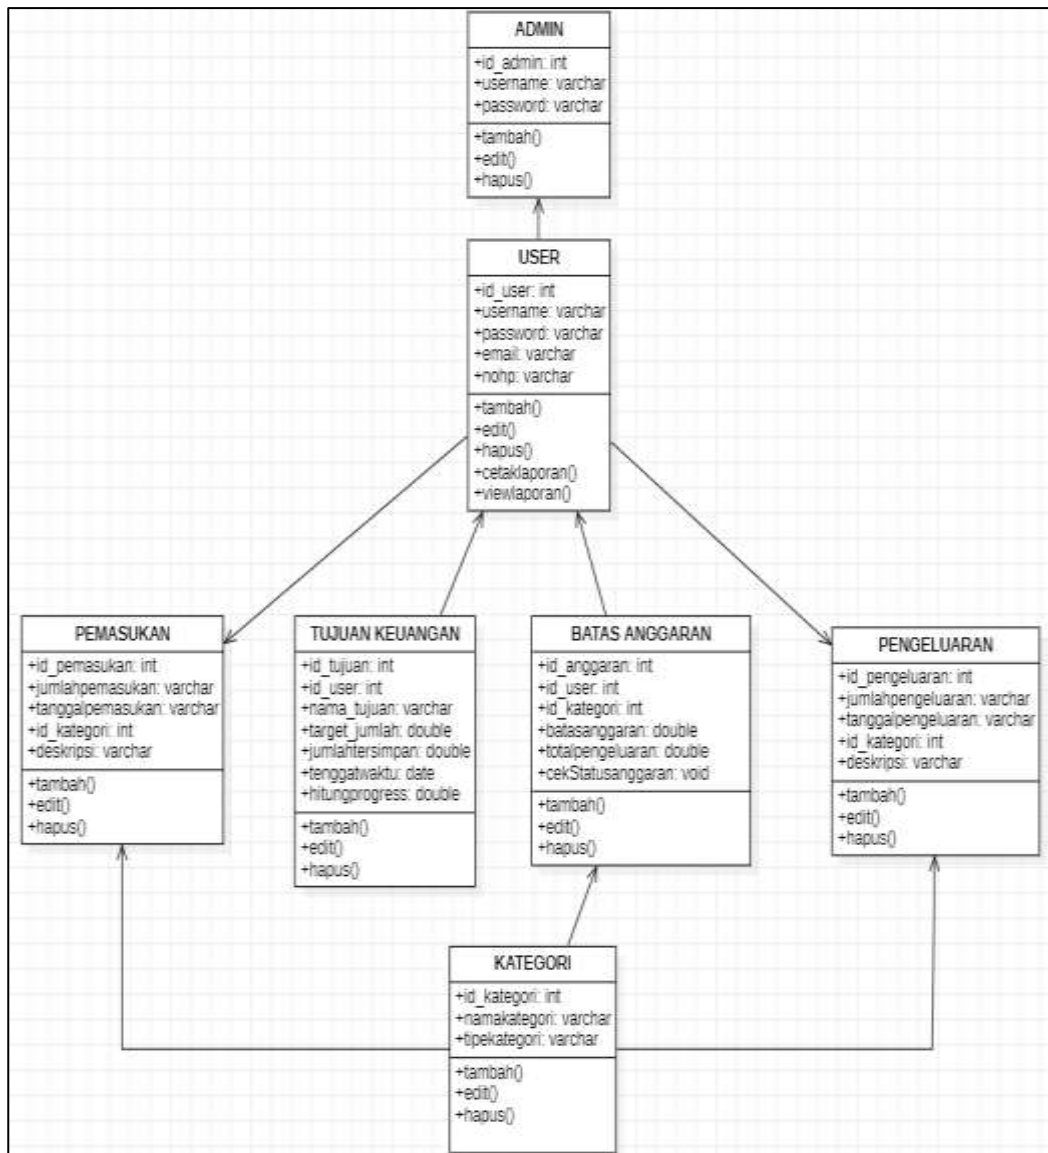 ADMIN
+id_admin: int
+username: varchar
+password: varchar
+tambah()
+edit()
+hapus()
USER
+id_user: int
+username: varchar
+password: varchar
+email: varchar
+nohp: varchar
+tambah()
+edit()
+hapus()
+cetaklaporan()
+viewlaporan()
PEMASUKAN
+id_pemasukan: int
+jumlahpemasukan: varchar
+tanggalpemasukan: varchar
+id_kategori: int
+deskripsi: varchar
+tambah()
+edit()
+hapus()
TUJUAN KEUANGAN
+id_tujuan: int
+id_user: int
+nama_tujuan: varchar
+target_jumlah: double
+jumlahtersimpan: double
+tenggatwaktu: date
+hitungprogress: double
+tambah()
+edit()
+hapus()
BATAS ANGGARAN
+id_anggaran: int
+id_user: int
+id_kategori: int
+batasanggaran: double
+totalpengeluaran: double
+cekStatusanggaran: void
+tambah()
+edit()
+hapus()
PENGELUARAN
+id_pengeluaran: int
+jumlahpengeluaran: varchar
+tanggalpengeluaran: varchar
+id_kategori: int
+deskripsi: varchar
+tambah()
+edit()
+hapus()
KATEGORI
+id_kategori: int
+namakategori: varchar
+tipekategori: varchar
+tambah()
+edit()
+hapus()